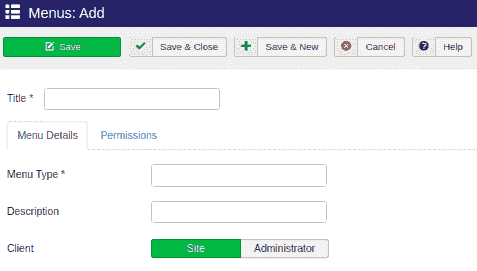 Menus: Add
Save Save & Close Save & New Cancel Help
Title *
Menu Details Permissions
Menu Type *
Description
Client Site Administrator